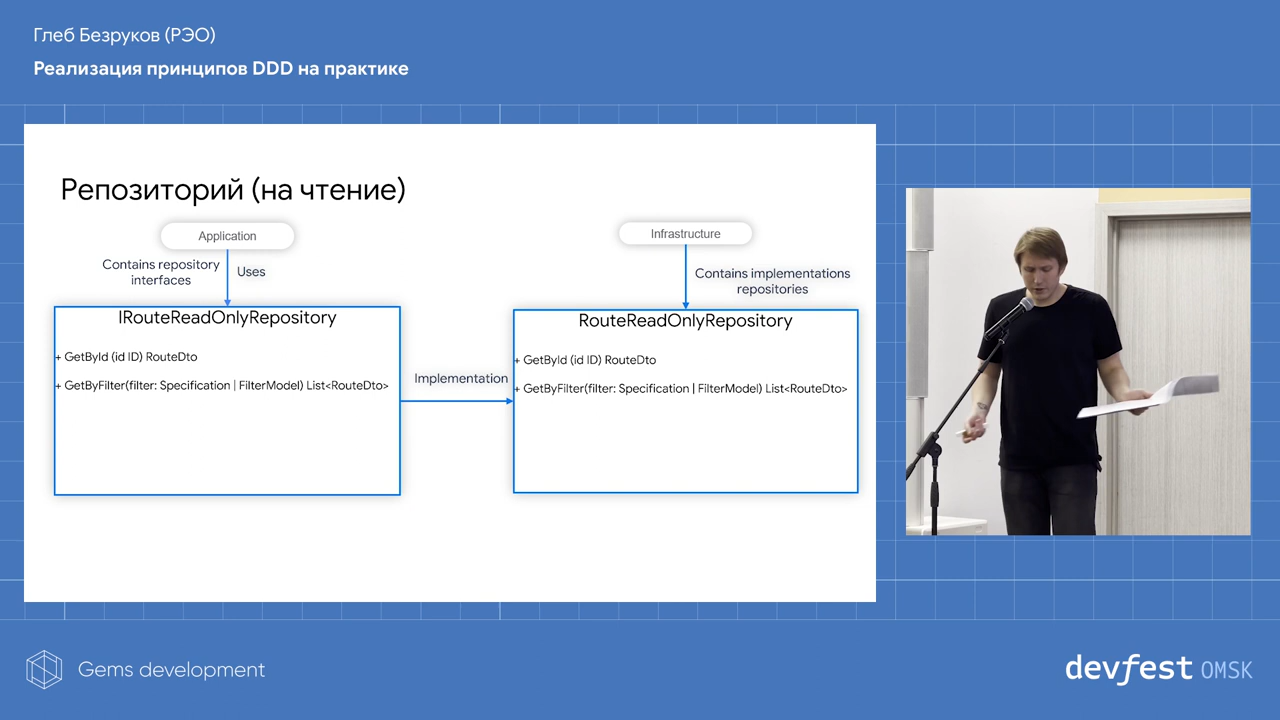 Глеб Безруков (РЭО)
Реализация принципов DDD на практике
Репозиторий (на чтение)
Application
Contains repository
interfaces
Uses
IRouteReadOnlyRepository
+ GetById (id ID) RouteDto
+ GetByFilter(filter: Specification | FilterModel) List<RouteDto>
Implementation
Infrastructure
Contains implementations
repositories
RouteReadOnlyRepository
+ GetById (id ID) RouteDto
+ GetByFilter(filter: Specification | FilterModel) List<RouteDto>
Gems development
devfest OMSK